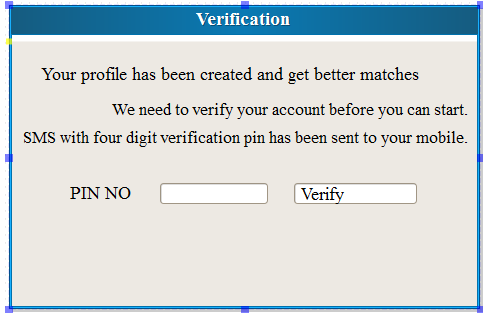 Verification
Your profile has been created and get better matches
We need to verify your account before you can start.
SMS with four digit verification pin has been sent to your mobile.
PIN NO Verify